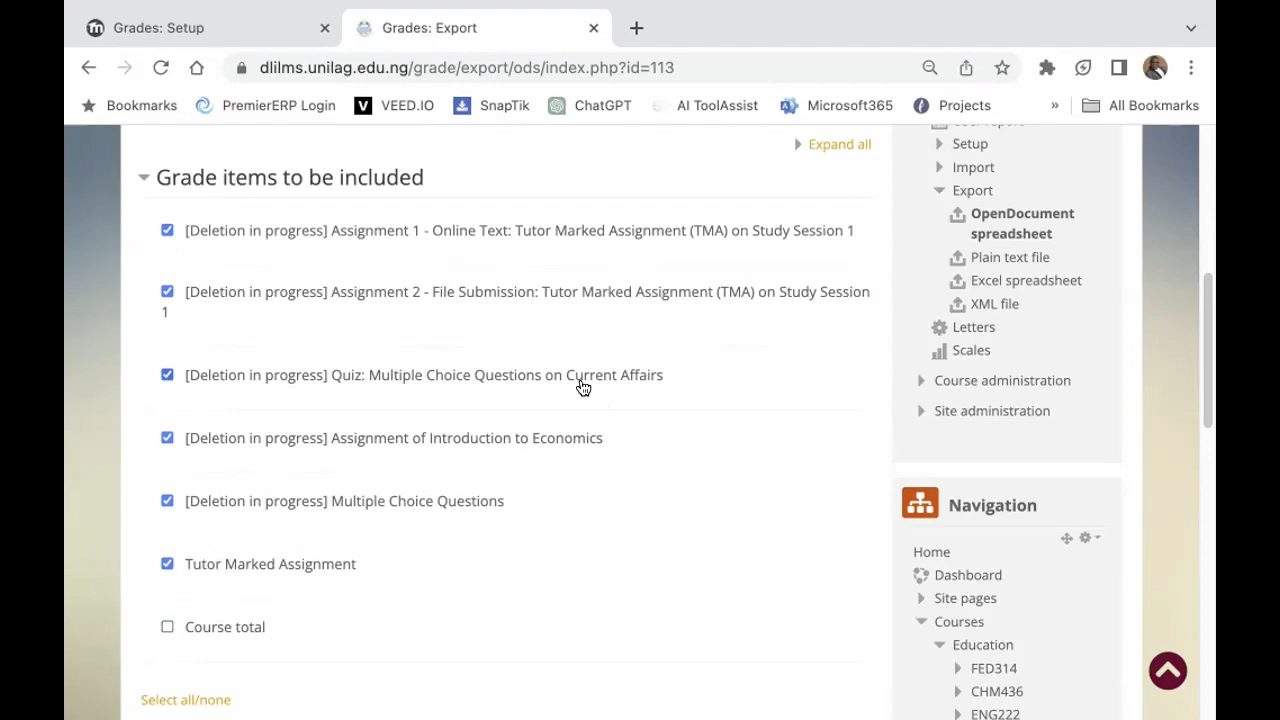 Grades: Setup
Grades: Export
dlilms.unilag.edu.ng/grade/export/ods/index.php?id=113
Bookmarks
PremierERP Login
VEED.IO
SnapTik
ChatGPT
AI ToolAssist
Microsoft365
Projects
»
All Bookmarks
Expand all
Grade items to be included
[Deletion in progress] Assignment 1 - Online Text: Tutor Marked Assignment (TMA) on Study Session 1
[Deletion in progress] Assignment 2 - File Submission: Tutor Marked Assignment (TMA) on Study Session
1
[Deletion in progress] Quiz: Multiple Choice Questions on Current Affairs
[Deletion in progress] Assignment of Introduction to Economics
[Deletion in progress] Multiple Choice Questions
Tutor Marked Assignment
Course total
Select all/none
Setup
Import
Export
OpenDocument
spreadsheet
Plain text file
Excel spreadsheet
XML file
Letters
Scales
Course administration
Site administration
Navigation
Home
Dashboard
Site pages
Courses
Education
FED314
CHM436
ENG222